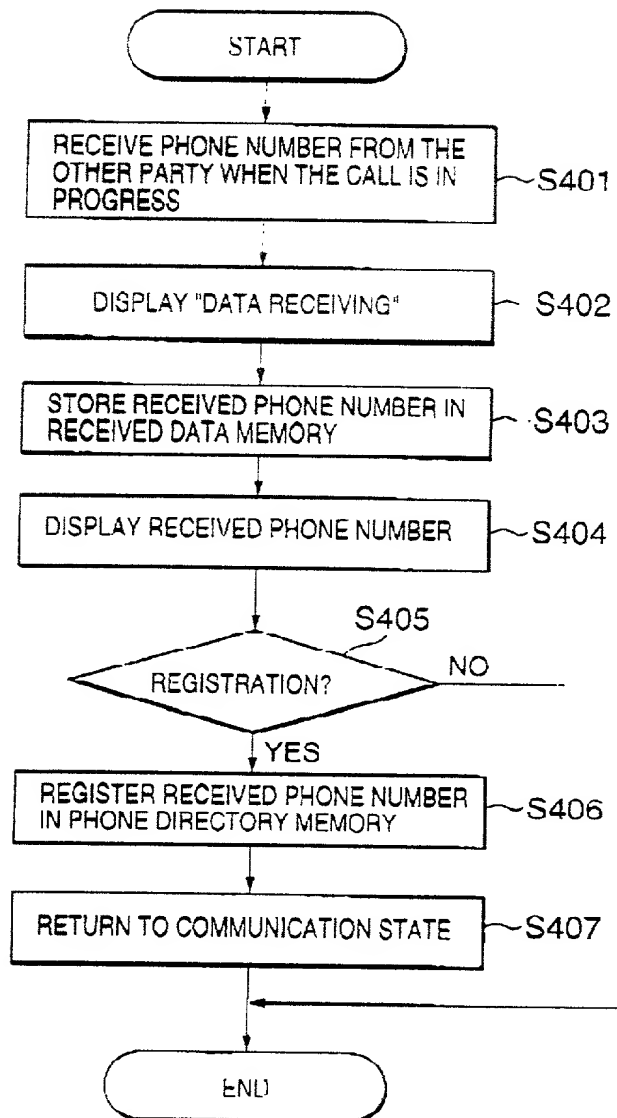 START
RECEIVE PHONE NUMBER FROM THE
OTHER PARTY WHEN THE CALL IS IN
PROGRESS
S401
DISPLAY "DATA RECEIVING"
S402
STORE RECEIVED PHONE NUMBER IN
RECEIVED DATA MEMORY
S403
DISPLAY RECEIVED PHONE NUMBER
S404
S405
REGISTRATION?
NO
YES
REGISTER RECEIVED PHONE NUMBER
IN PHONE DIRECTORY MEMORY
S406
RETURN TO COMMUNICATION STATE
S407
END